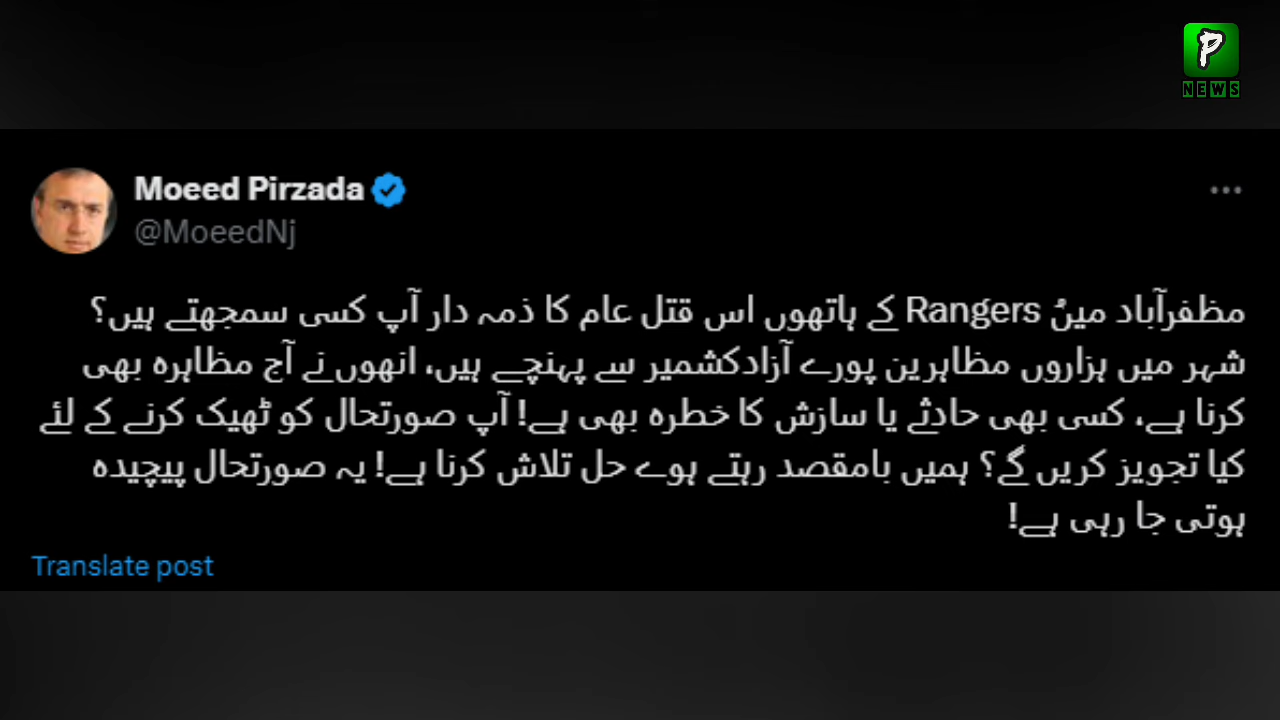 P
NEWS
Moeed Pirzada
@MoeedNj
مظفرآباد میںُ Rangers کے ہاتھوں اس قتل عام کا ذمہ دار آپ کسی سمجھتے ہیں؟
شہر میں ہزاروں مظاہرین پورے آزادکشمیر سے پہنچے ہیں، انھوں نے آج مظاہرہ بھی
کرنا ہے، کسی بھی حادثے یا سازش کا خطرہ بھی ہے! آپ صورتحال کو ٹھیک کرنے کے لئے
کیا تجویز کریں گے؟ ہمیں بامقصد رہتے ہوے حل تلاش کرنا ہے! یہ صورتحال پیچیدہ
ہوتی جا رہی ہے!
Translate post